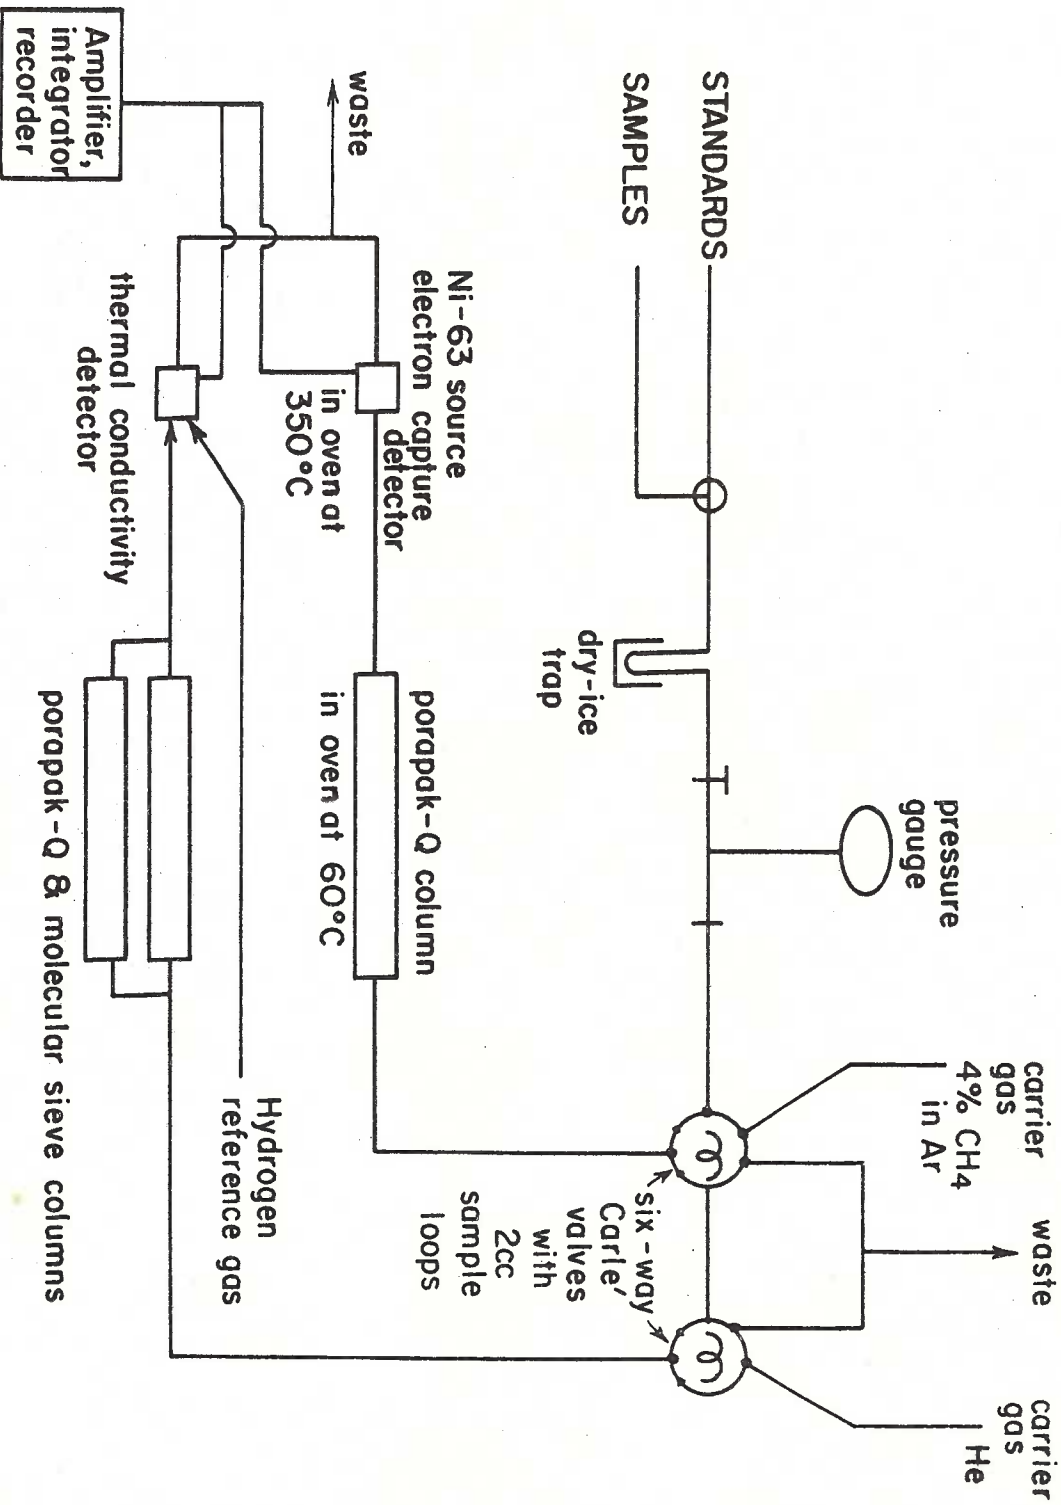 carrier
gas
4% CH4
in Ar
waste
carrier
gas
He
pressure
gauge
STANDARDS
SAMPLES
dry-ice
trap
six-way
Carle'
valves
with
2cc
sample
loops
Ni-63 source
electron capture
detector
in oven at
350°C
porapak-Q column
in oven at 60°C
waste
Hydrogen
reference gas
thermal conductivity
detector
Amplifier,
integrator
recorder
porapak-Q & molecular sieve columns